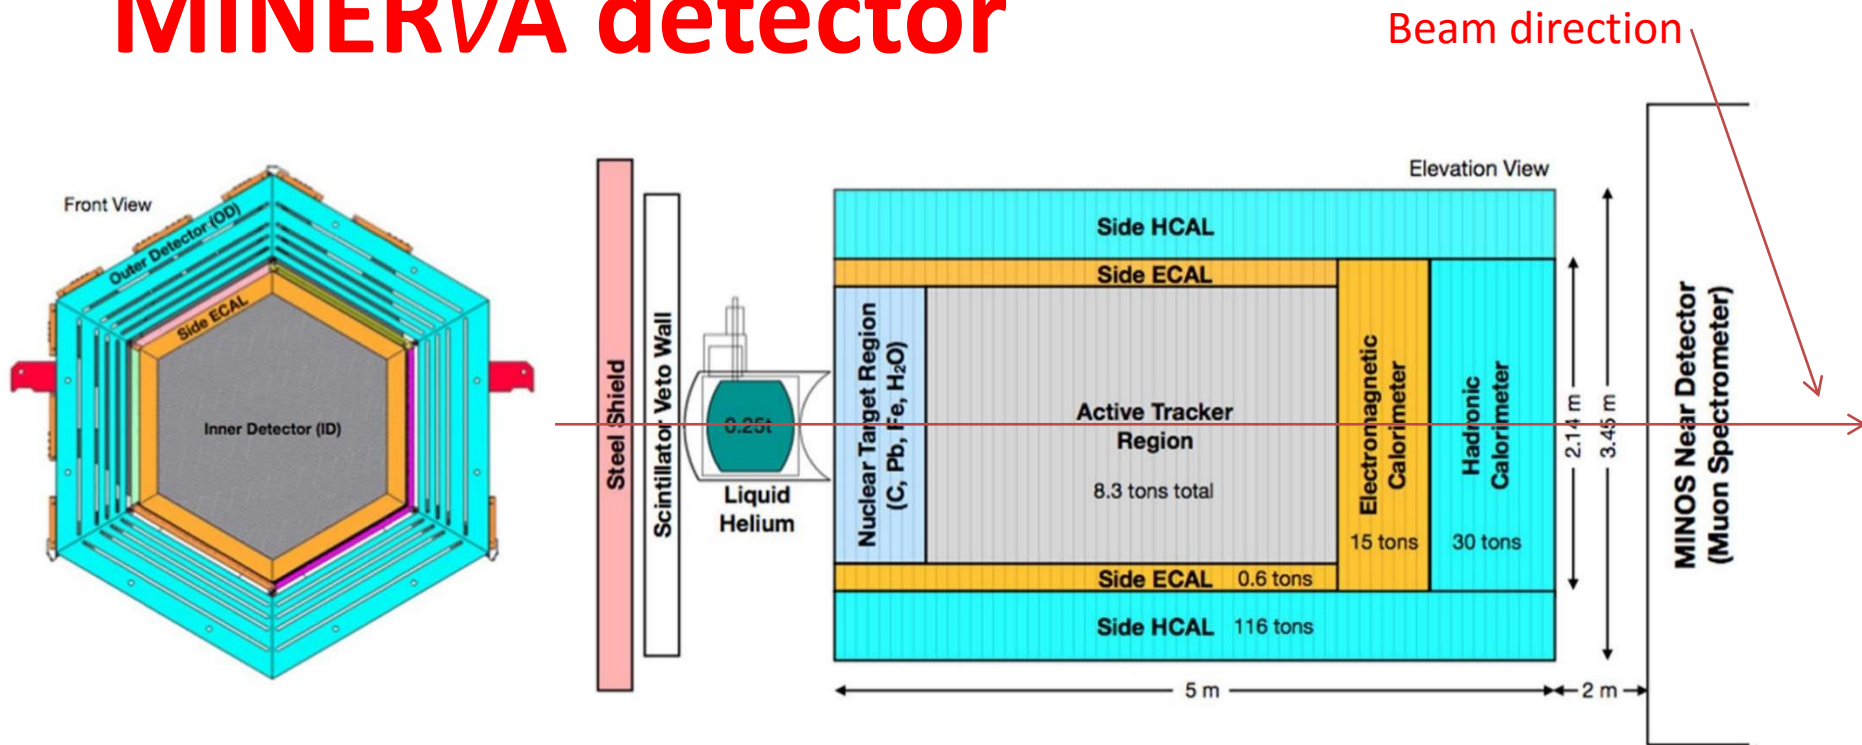 MINERνA detector
Beam direction
Front View
Outer Detector (OD)
Side ECAL
Inner Detector (ID)
Elevation View
Steel Shield
Scintillator Veto Wall
0.25t
Liquid
Helium
Side HCAL
Side ECAL
Nuclear Target Region
(C, Pb, Fe, H₂O)
Active Tracker
Region
8.3 tons total
Electromagnetic
Calorimeter
15 tons
Hadronic
Calorimeter
30 tons
Side ECAL 0.6 tons
Side HCAL 116 tons
2.14 m
3.45 m
5 m
2 m
MINOS Near Detector
(Muon Spectrometer)